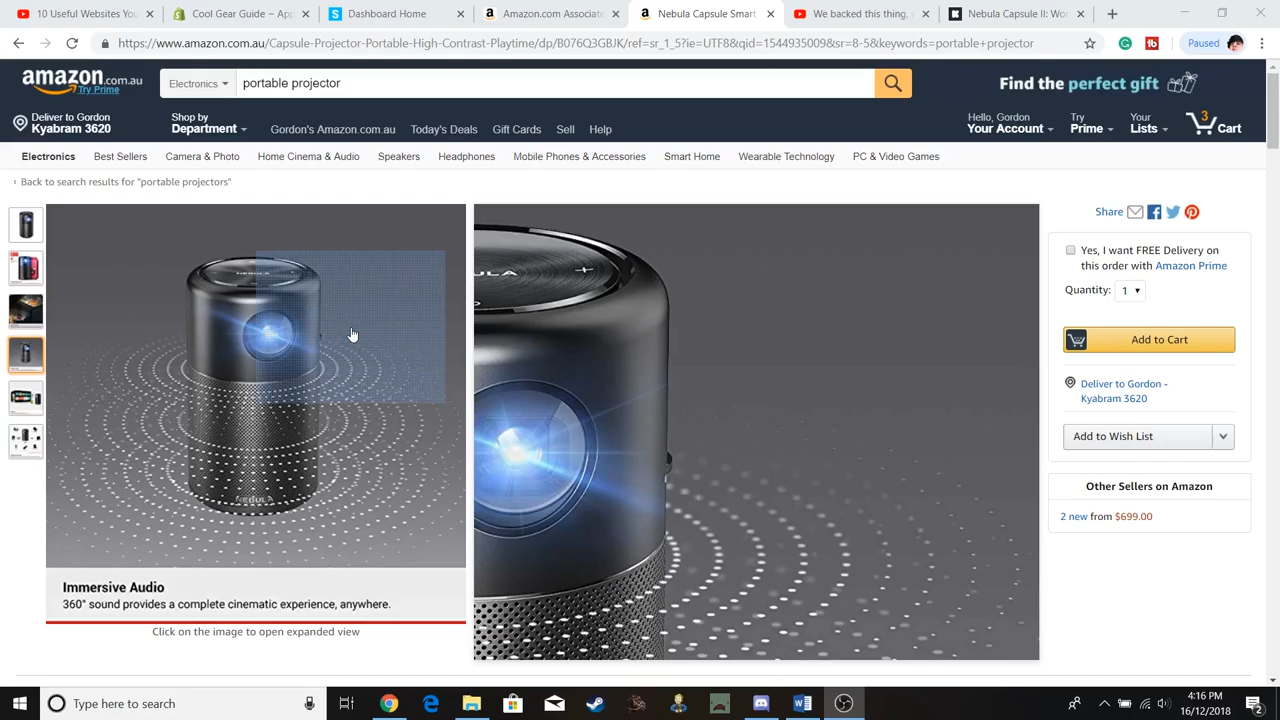 10 Useful Websites You
Cool Gear Guide ~ App
Dashboard Home
Amazon.com Associate
Nebula Capsule Smart
We backed this thing, 
Nebula Capsule II: Wor
https://www.amazon.com.au/Capsule-Projector-Portable-High-Contrast-Playtime/dp/B076Q3GBJK/ref=sr_1_5?ie=UTF8&qid=1544935009&sr=8-5&keywords=portable+projector
Paused
amazon.com.au
Try Prime
Electronics
portable projector
Find the perfect gift
Deliver to Gordon
Kyabram 3620
Shop by
Department
Gordon's Amazon.com.au
Today's Deals
Gift Cards
Sell
Help
Hello, Gordon
Your Account
Try
Prime
Your
Lists
3
Cart
Electronics
Best Sellers
Camera & Photo
Home Cinema & Audio
Speakers
Headphones
Mobile Phones & Accessories
Smart Home
Wearable Technology
PC & Video Games
‹ Back to search results for "portable projectors"
NEBULA
NEBULA
Immersive Audio
360° sound provides a complete cinematic experience, anywhere.
Click on the image to open expanded view
ULA
Share
Yes, I want FREE Delivery on
this order with Amazon Prime
Quantity: 1
Add to Cart
Deliver to Gordon -
Kyabram 3620
Add to Wish List
Other Sellers on Amazon
2 new from $699.00
Type here to search
4:16 PM
16/12/2018
2